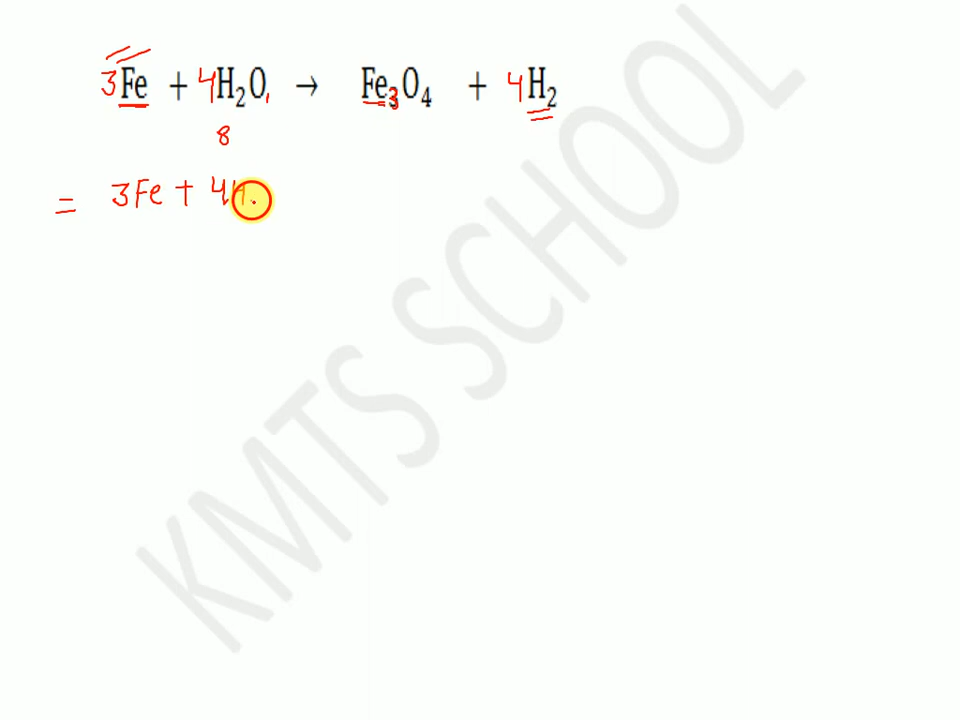 3Fe + 4H₂O → Fe₃O₄ + 4H₂
8
= 3Fe + 4H
KMTS SCHOOL